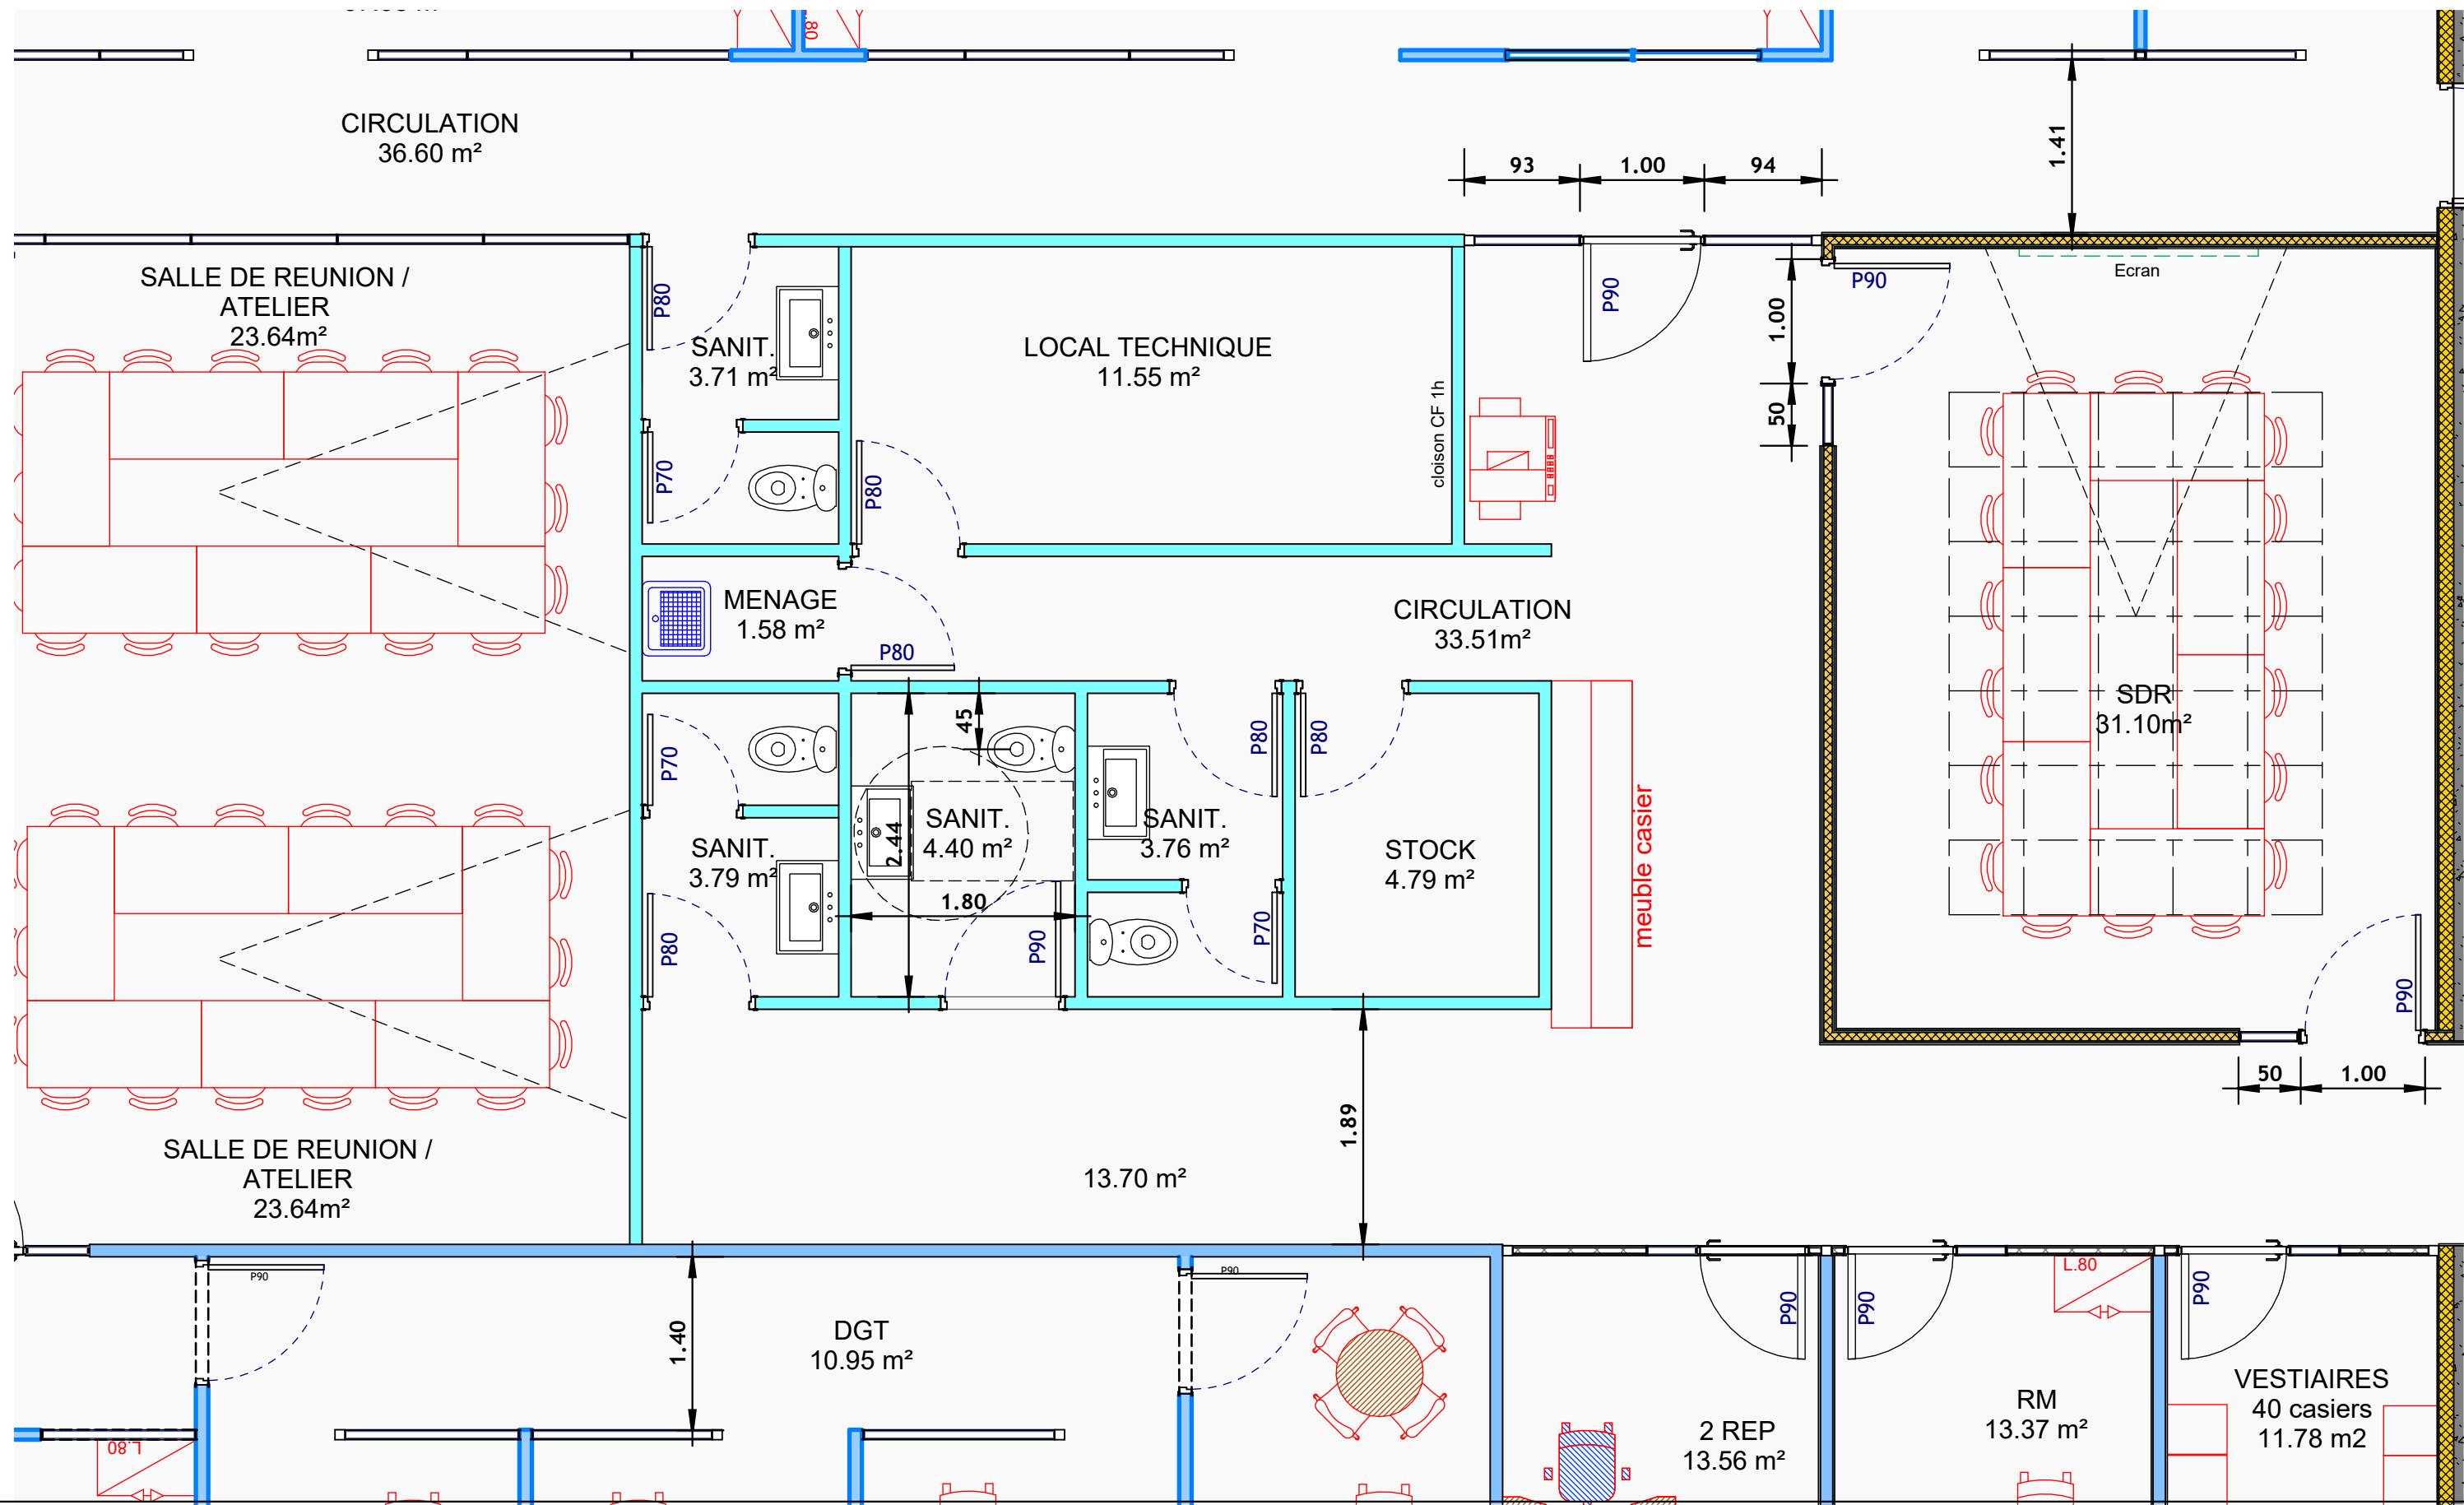 .80
CIRCULATION
36.60 m²
1.41
93
1.00
94
SALLE DE REUNION /
ATELIER
23.64m²
P80
SANIT.
3.71 m²
LOCAL TECHNIQUE
11.55 m²
P90
1.00
P90
Ecran
50
cloison CF 1h
P70
P80
MENAGE
1.58 m²
P80
CIRCULATION
33.51m²
SDR
31.10m²
45
P70
P80
P80
SANIT.
3.79 m²
2.44
SANIT.
4.40 m²
SANIT.
3.76 m²
STOCK
4.79 m²
meuble casier
1.80
P80
P90
P70
P90
50
1.00
1.89
SALLE DE REUNION /
ATELIER
23.64m²
13.70 m²
P90
P90
1.40
DGT
10.95 m²
P90
P90
L.80
P90
2 REP
13.56 m²
RM
13.37 m²
VESTIAIRES
40 casiers
11.78 m2
L.80